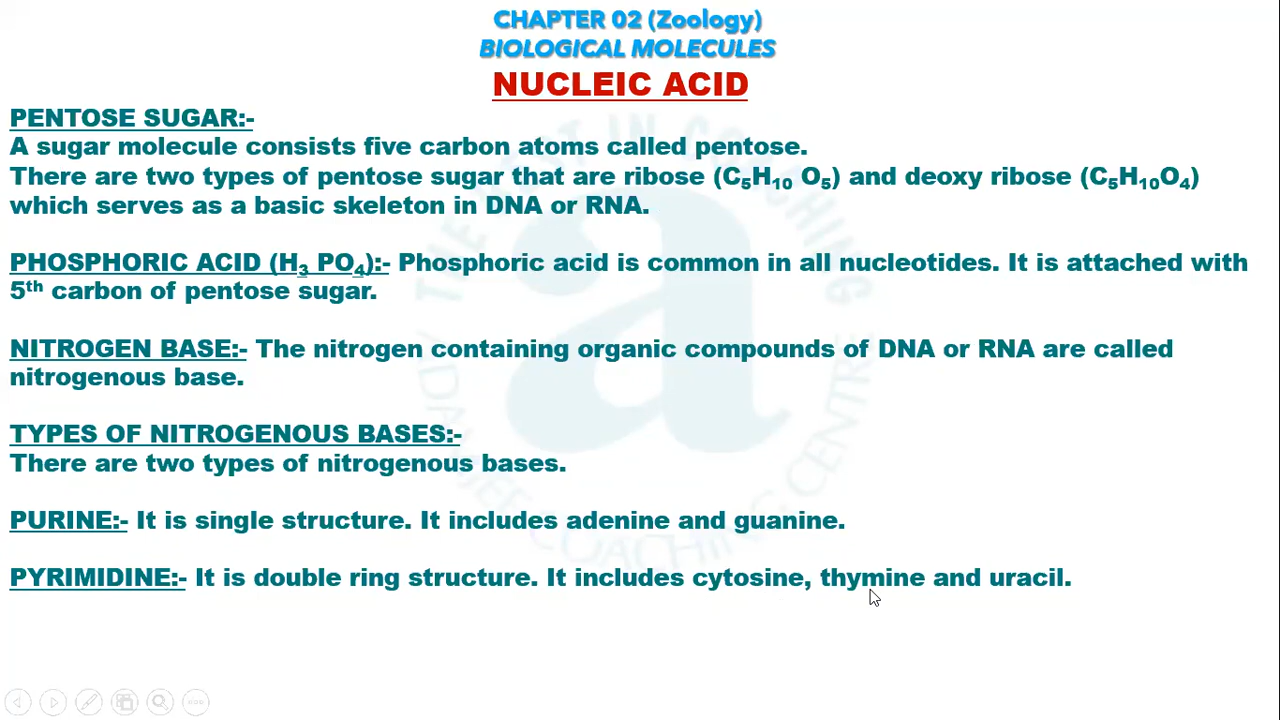 CHAPTER 02 (Zoology)
BIOLOGICAL MOLECULES
NUCLEIC ACID
PENTOSE SUGAR:-
A sugar molecule consists five carbon atoms called pentose.
There are two types of pentose sugar that are ribose (C₅H₁₀ O₅) and deoxy ribose (C₅H₁₀O₄)
which serves as a basic skeleton in DNA or RNA.
PHOSPHORIC ACID (H₃ PO₄):- Phosphoric acid is common in all nucleotides. It is attached with
5ᵗʰ carbon of pentose sugar.
NITROGEN BASE:- The nitrogen containing organic compounds of DNA or RNA are called
nitrogenous base.
TYPES OF NITROGENOUS BASES:-
There are two types of nitrogenous bases.
PURINE:- It is single structure. It includes adenine and guanine.
PYRIMIDINE:- It is double ring structure. It includes cytosine, thymine and uracil.